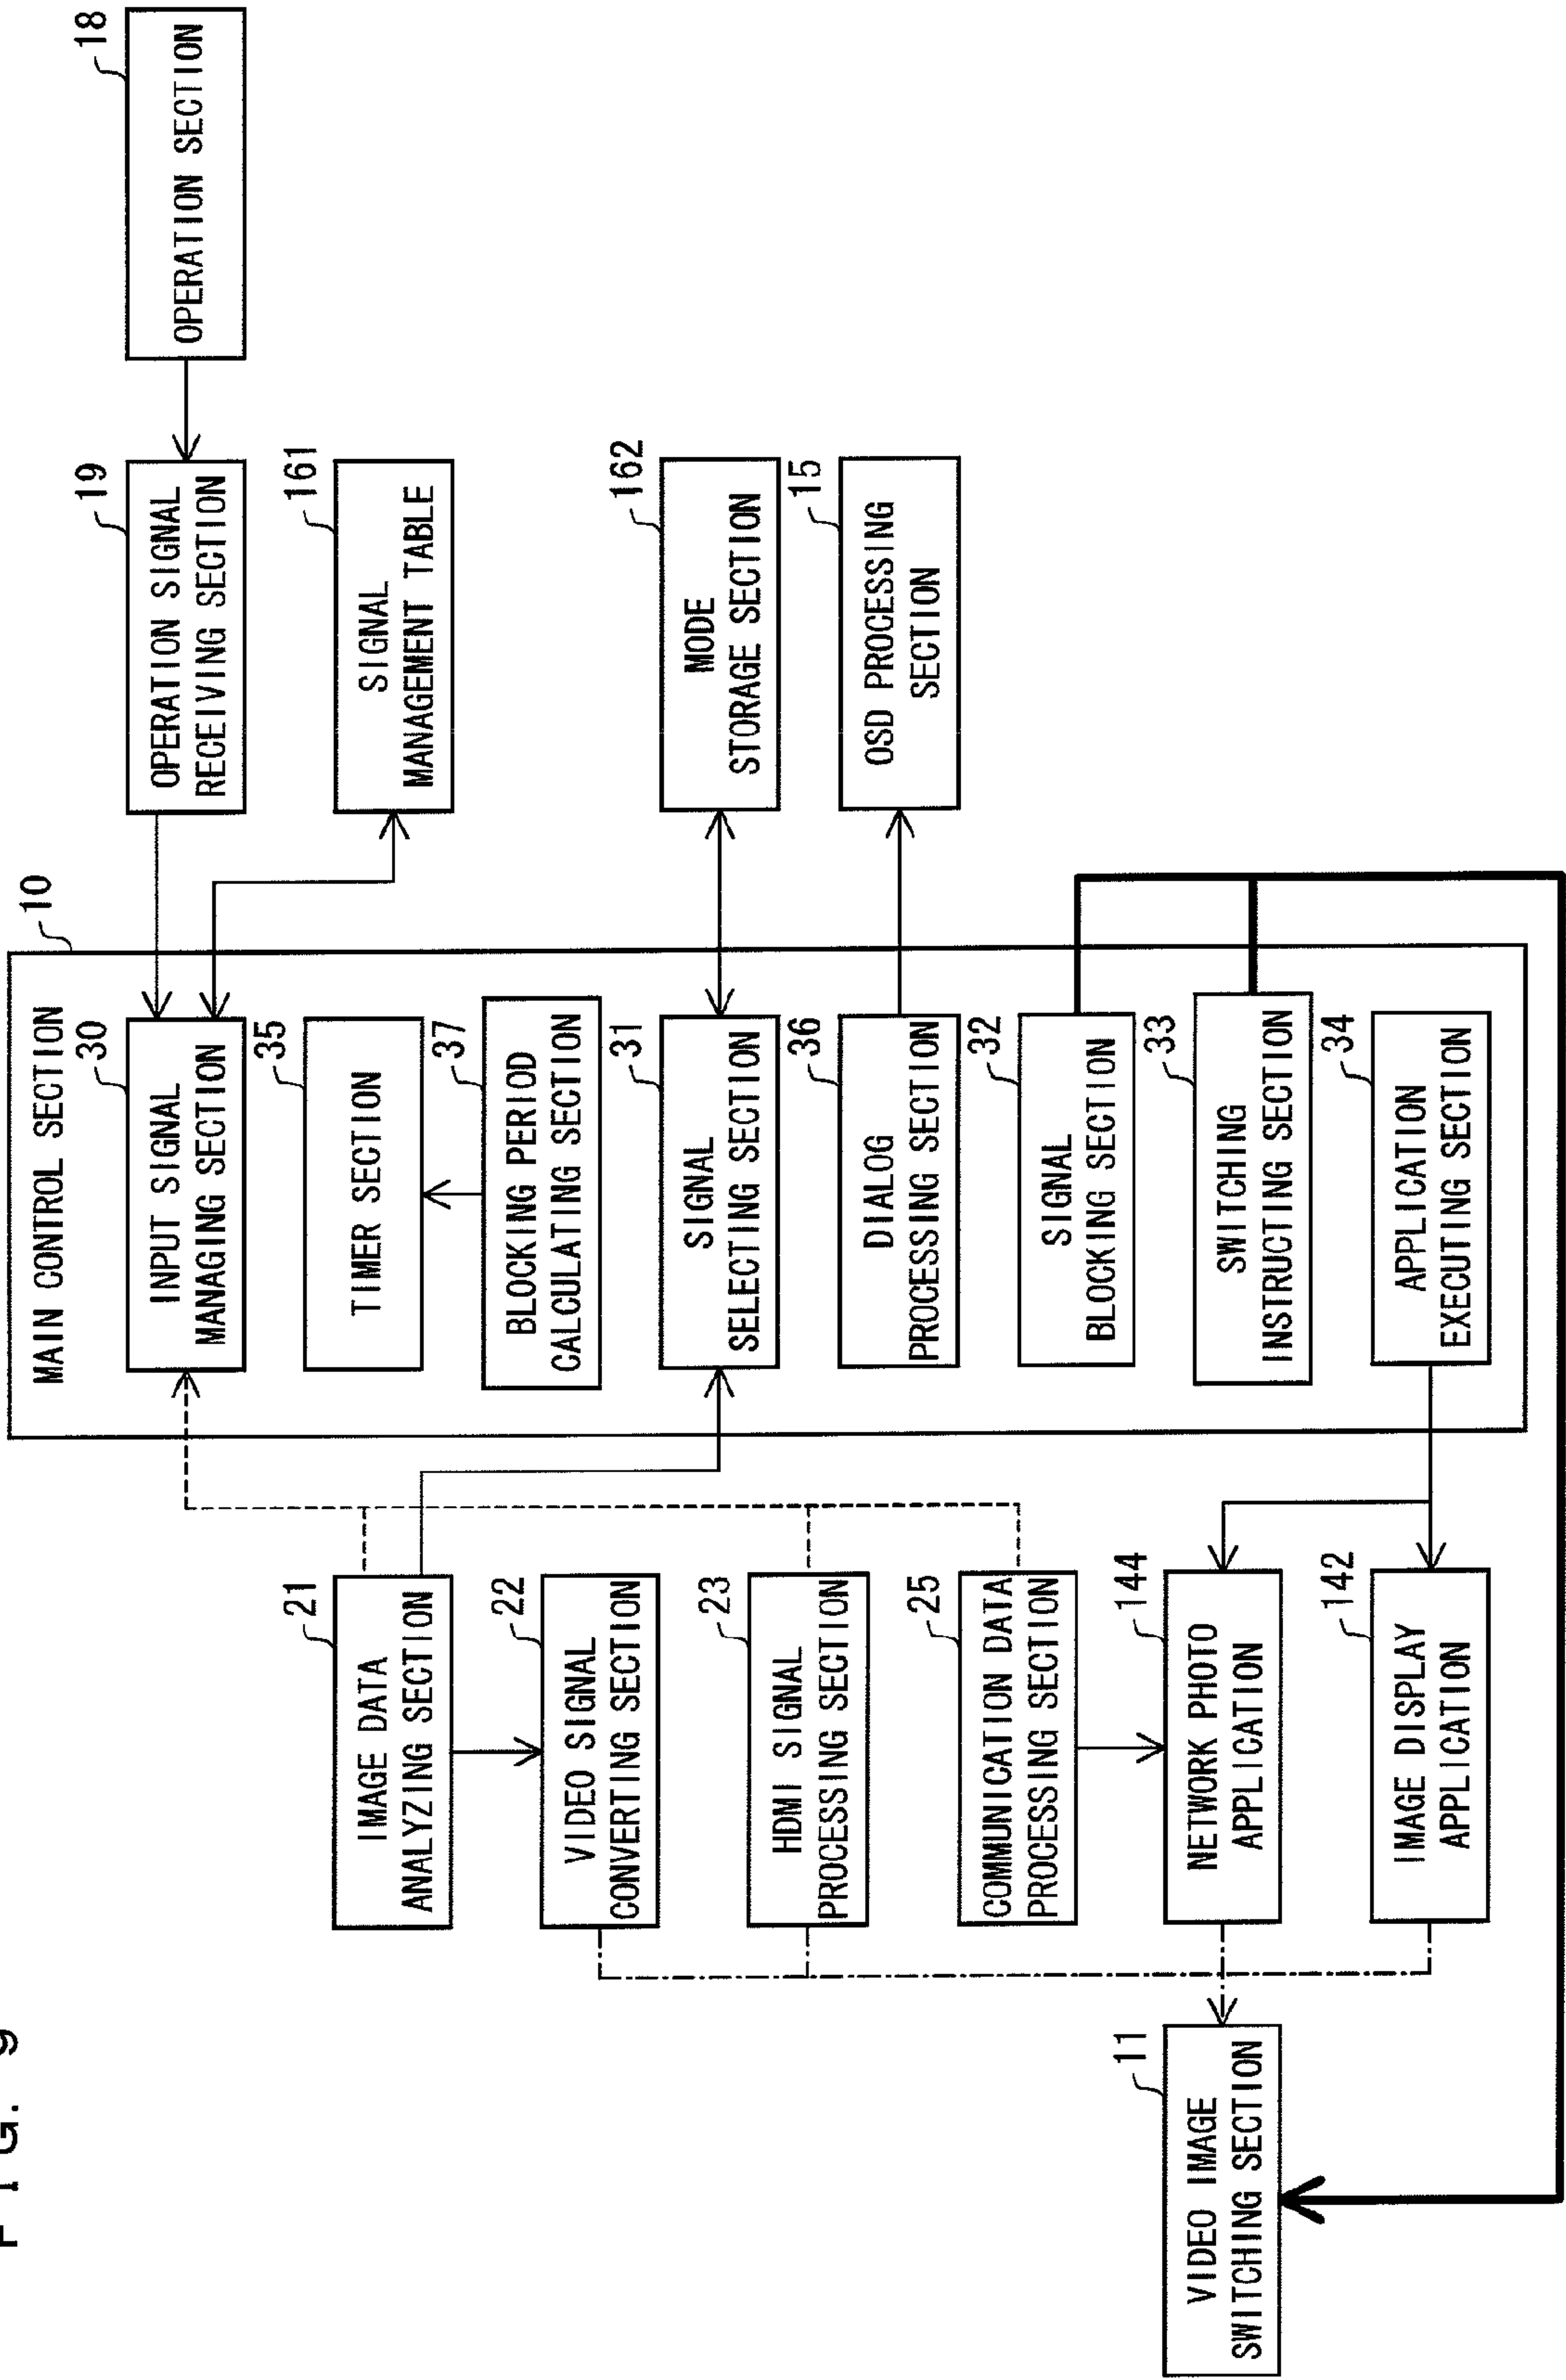 FIG. 9
MAIN CONTROL SECTION
10
30
INPUT SIGNAL
MANAGING SECTION
19
OPERATION SIGNAL
RECEIVING SECTION
18
OPERATION SECTION
35
TIMER SECTION
161
SIGNAL
MANAGEMENT TABLE
21
IMAGE DATA
ANALYZING SECTION
37
BLOCKING PERIOD
CALCULATING SECTION
22
VIDEO SIGNAL
CONVERTING SECTION
31
SIGNAL
SELECTING SECTION
162
MODE
STORAGE SECTION
23
HDMI SIGNAL
PROCESSING SECTION
36
DIALOG
PROCESSING SECTION
15
OSD PROCESSING
SECTION
25
COMMUNICATION DATA
PROCESSING SECTION
32
SIGNAL
BLOCKING SECTION
11
VIDEO IMAGE
SWITCHING SECTION
144
NETWORK PHOTO
APPLICATION
33
SWITCHING
INSTRUCTING SECTION
142
IMAGE DISPLAY
APPLICATION
34
APPLICATION
EXECUTING SECTION